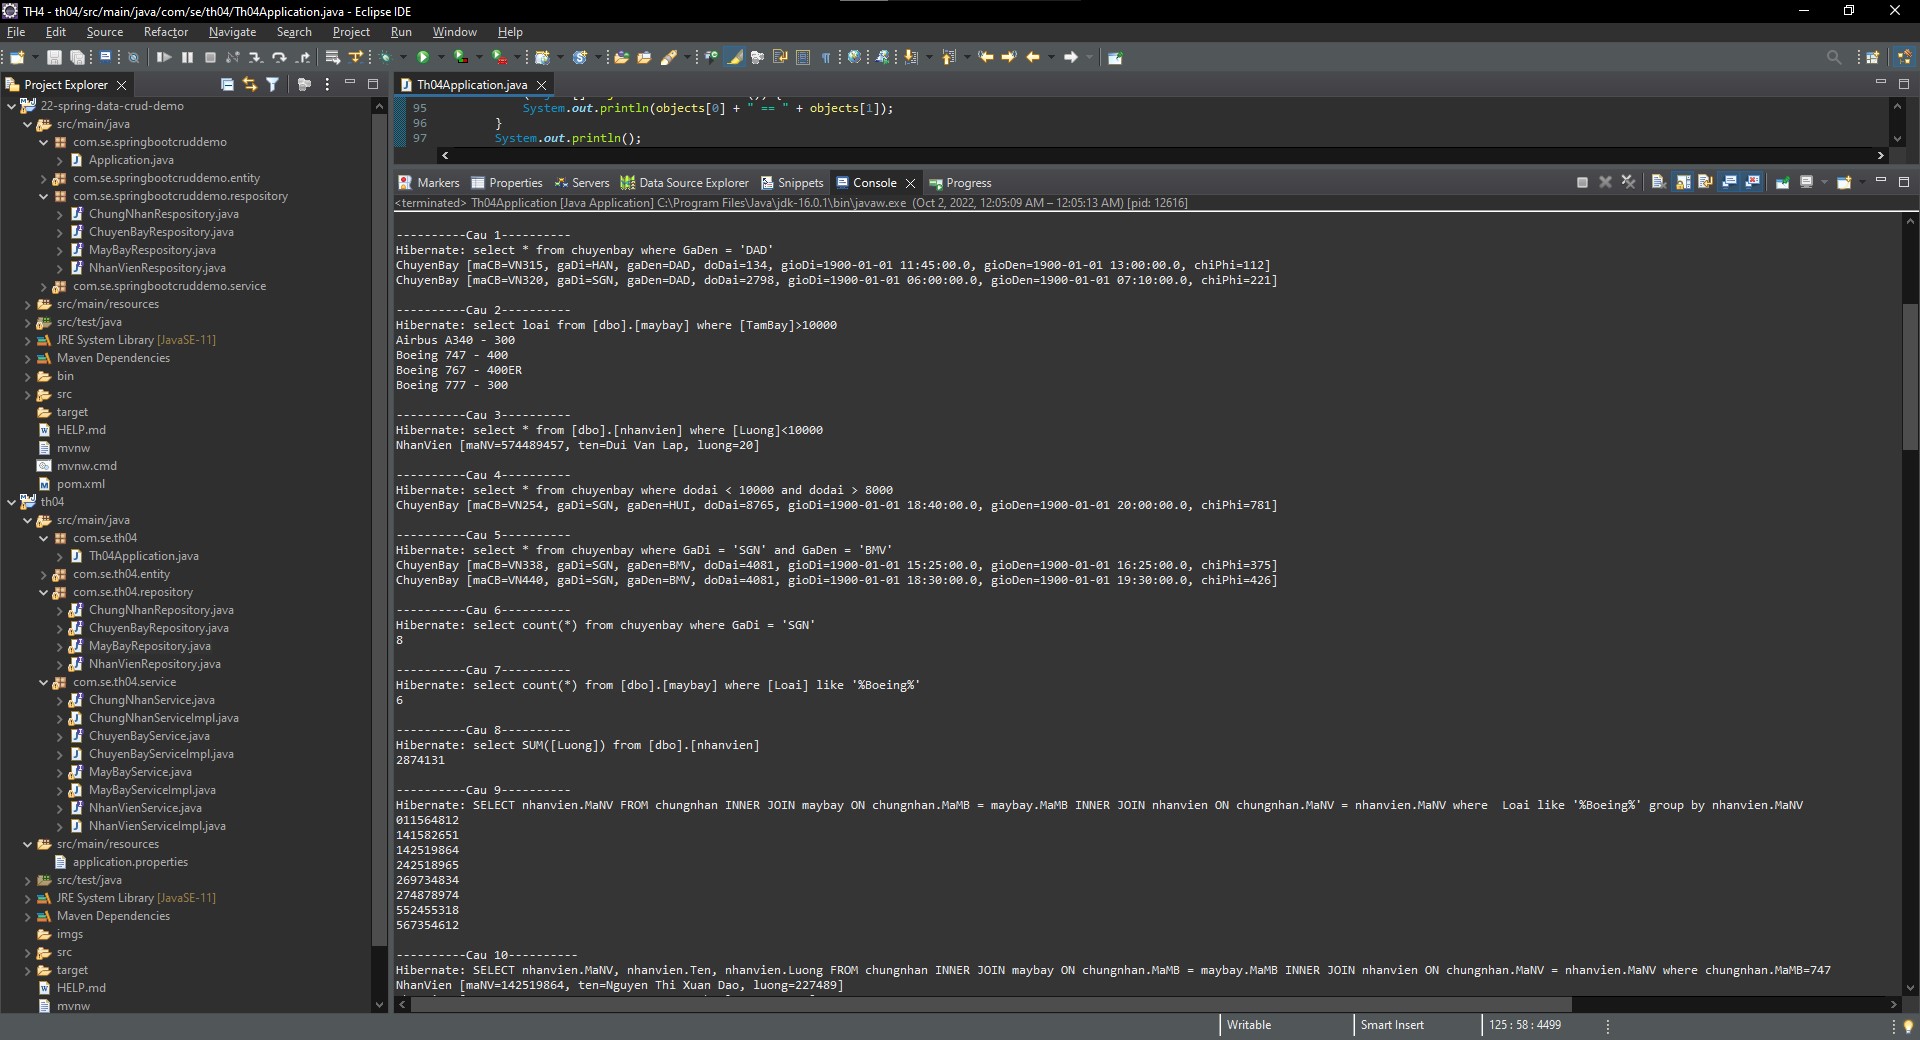 TH4 - th04/src/main/java/com/se/th04/Th04Application.java - Eclipse IDE
File Edit Source Refactor Navigate Search Project Run Window Help
Project Explorer
22-spring-data-crud-demo
src/main/java
com.se.springbootcruddemo
Application.java
com.se.springbootcruddemo.entity
com.se.springbootcruddemo.respository
ChungNhanRespository.java
ChuyenBayRespository.java
MayBayRespository.java
NhanVienRespository.java
com.se.springbootcruddemo.service
src/main/resources
src/test/java
JRE System Library [JavaSE-11]
Maven Dependencies
bin
src
target
HELP.md
mvnw
mvnw.cmd
pom.xml
th04
src/main/java
com.se.th04
Th04Application.java
com.se.th04.entity
com.se.th04.repository
ChungNhanRepository.java
ChuyenBayRepository.java
MayBayRepository.java
NhanVienRepository.java
com.se.th04.service
ChungNhanService.java
ChungNhanServiceImpl.java
ChuyenBayService.java
ChuyenBayServiceImpl.java
MayBayService.java
MayBayServiceImpl.java
NhanVienService.java
NhanVienServiceImpl.java
src/main/resources
application.properties
src/test/java
JRE System Library [JavaSE-11]
Maven Dependencies
imgs
src
target
HELP.md
mvnw
Th04Application.java
95 System.out.println(objects[0] + " == " + objects[1]);
96 }
97 System.out.println();
Markers Properties Servers Data Source Explorer Snippets Console Progress
<terminated> Th04Application [Java Application] C:\Program Files\Java\jdk-16.0.1\bin\javaw.exe (Oct 2, 2022, 12:05:09 AM – 12:05:13 AM) [pid: 12616]
----------Cau 1----------
Hibernate: select * from chuyenbay where GaDen = 'DAD'
ChuyenBay [maCB=VN315, gaDi=HAN, gaDen=DAD, doDai=134, gioDi=1900-01-01 11:45:00.0, gioDen=1900-01-01 13:00:00.0, chiPhi=112]
ChuyenBay [maCB=VN320, gaDi=SGN, gaDen=DAD, doDai=2798, gioDi=1900-01-01 06:00:00.0, gioDen=1900-01-01 07:10:00.0, chiPhi=221]
----------Cau 2----------
Hibernate: select loai from [dbo].[maybay] where [TamBay]>10000
Airbus A340 - 300
Boeing 747 - 400
Boeing 767 - 400ER
Boeing 777 - 300
----------Cau 3----------
Hibernate: select * from [dbo].[nhanvien] where [Luong]<10000
NhanVien [maNV=574489457, ten=Dui Van Lap, luong=20]
----------Cau 4----------
Hibernate: select * from chuyenbay where dodai < 10000 and dodai > 8000
ChuyenBay [maCB=VN254, gaDi=SGN, gaDen=HUI, doDai=8765, gioDi=1900-01-01 18:40:00.0, gioDen=1900-01-01 20:00:00.0, chiPhi=781]
----------Cau 5----------
Hibernate: select * from chuyenbay where GaDi = 'SGN' and GaDen = 'BMV'
ChuyenBay [maCB=VN338, gaDi=SGN, gaDen=BMV, doDai=4081, gioDi=1900-01-01 15:25:00.0, gioDen=1900-01-01 16:25:00.0, chiPhi=375]
ChuyenBay [maCB=VN440, gaDi=SGN, gaDen=BMV, doDai=4081, gioDi=1900-01-01 18:30:00.0, gioDen=1900-01-01 19:30:00.0, chiPhi=426]
----------Cau 6----------
Hibernate: select count(*) from chuyenbay where GaDi = 'SGN'
8
----------Cau 7----------
Hibernate: select count(*) from [dbo].[maybay] where [Loai] like '%Boeing%'
6
----------Cau 8----------
Hibernate: select SUM([Luong]) from [dbo].[nhanvien]
2874131
----------Cau 9----------
Hibernate: SELECT nhanvien.MaNV FROM chungnhan INNER JOIN maybay ON chungnhan.MaMB = maybay.MaMB INNER JOIN nhanvien ON chungnhan.MaNV = nhanvien.MaNV where  Loai like '%Boeing%' group by nhanvien.MaNV
011564812
141582651
142519864
242518965
269734834
274878974
552455318
567354612
----------Cau 10----------
Hibernate: SELECT nhanvien.MaNV, nhanvien.Ten, nhanvien.Luong FROM chungnhan INNER JOIN maybay ON chungnhan.MaMB = maybay.MaMB INNER JOIN nhanvien ON chungnhan.MaNV = nhanvien.MaNV where chungnhan.MaMB=747
NhanVien [maNV=142519864, ten=Nguyen Thi Xuan Dao, luong=227489]
Writable Smart Insert 125 : 58 : 4499